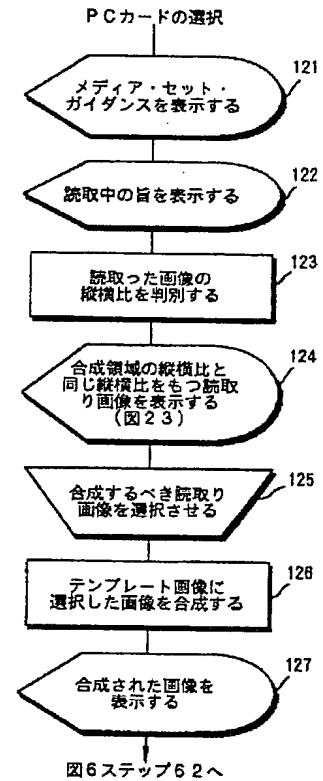 PCカードの選択
121
メディア・セット・
ガイダンスを表示する
122
読取中の旨を表示する
123
読取った画像の
縦横比を判別する
124
合成領域の縦横比と
同じ縦横比をもつ読取
り画像を表示する
(図23)
125
合成するべき読取り
画像を選択させる
126
テンプレート画像に
選択した画像を合成する
127
合成された画像を
表示する
図6ステップ62へ